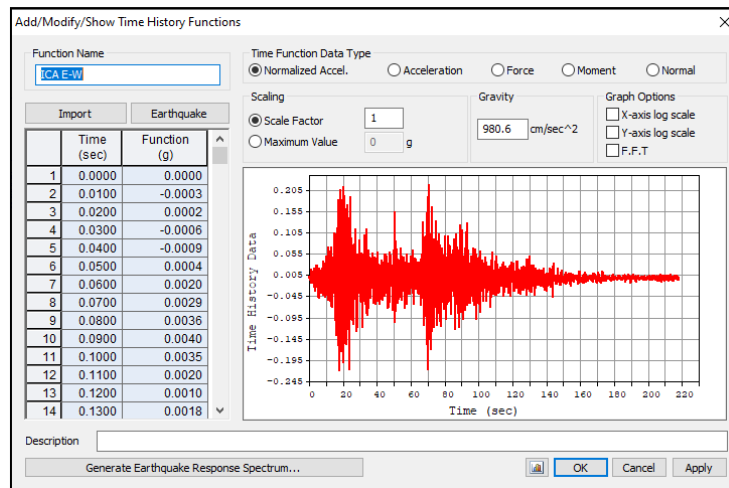 Add/Modify/Show Time History Functions
Function Name
ICA E-W
Import Earthquake
Time (sec) Function (g)
1 0.0000 0.0000
2 0.0100 -0.0003
3 0.0200 0.0002
4 0.0300 -0.0006
5 0.0400 -0.0009
6 0.0500 0.0004
7 0.0600 0.0020
8 0.0700 0.0029
9 0.0800 0.0036
10 0.0900 0.0040
11 0.1000 0.0035
12 0.1100 0.0020
13 0.1200 0.0010
14 0.1300 0.0018
Time Function Data Type
Normalized Accel. Acceleration Force Moment Normal
Scaling
Scale Factor 1
Maximum Value 0 g
Gravity
980.6 cm/sec^2
Graph Options
X-axis log scale
Y-axis log scale
F.F.T
Time History Data
0.205
0.155
0.105
0.055
0.005
-0.045
-0.095
-0.145
-0.195
-0.245
0 20 40 60 80 100 120 140 160 180 200 220
Time (sec)
Description
Generate Earthquake Response Spectrum... OK Cancel Apply